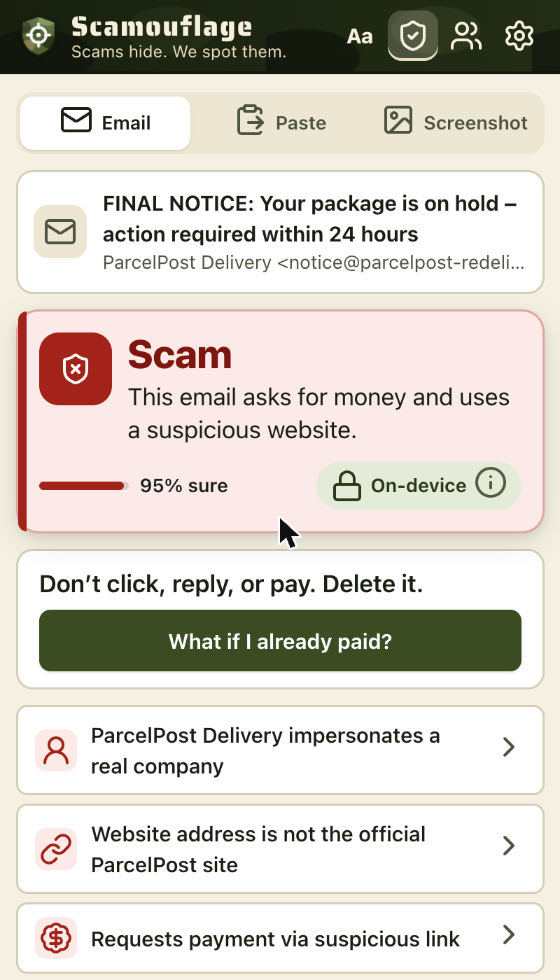 Scamouflage
Scams hide. We spot them.
Aa
Email
Paste
Screenshot
FINAL NOTICE: Your package is on hold –
action required within 24 hours
ParcelPost Delivery <notice@parcelpost-redeli...
Scam
This email asks for money and uses
a suspicious website.
95% sure
On-device
Don’t click, reply, or pay. Delete it.
What if I already paid?
ParcelPost Delivery impersonates a
real company
Website address is not the official
ParcelPost site
Requests payment via suspicious link